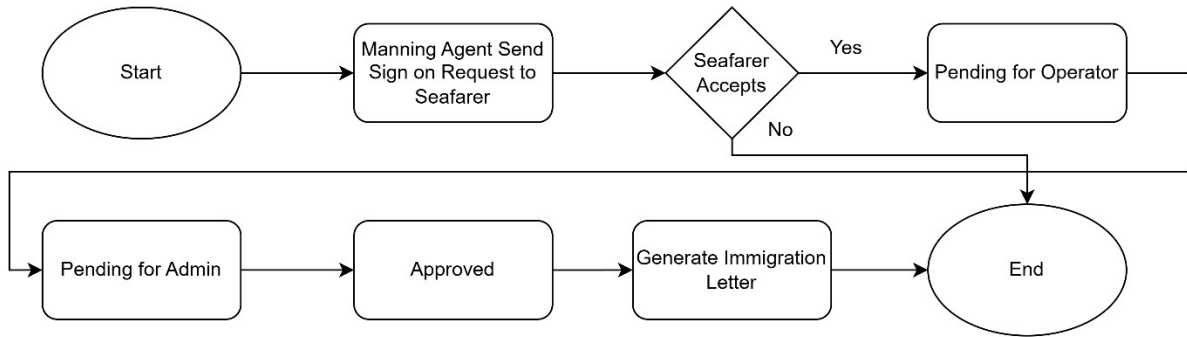 Start
Manning Agent Send
Sign on Request to
Seafarer
Seafarer
Accepts
Yes
No
Pending for Operator
Pending for Admin
Approved
Generate Immigration
Letter
End